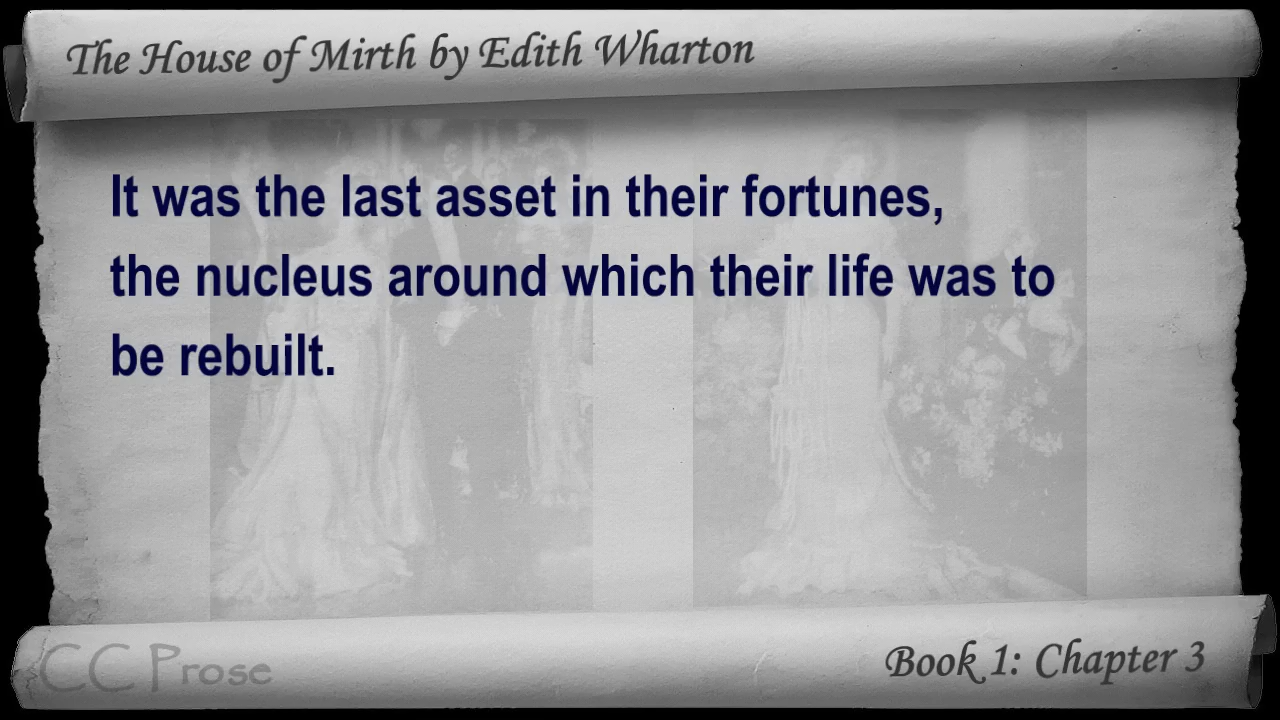 The House of Mirth by Edith Wharton
It was the last asset in their fortunes,
the nucleus around which their life was to
be rebuilt.
CC Prose
Book 1: Chapter 3